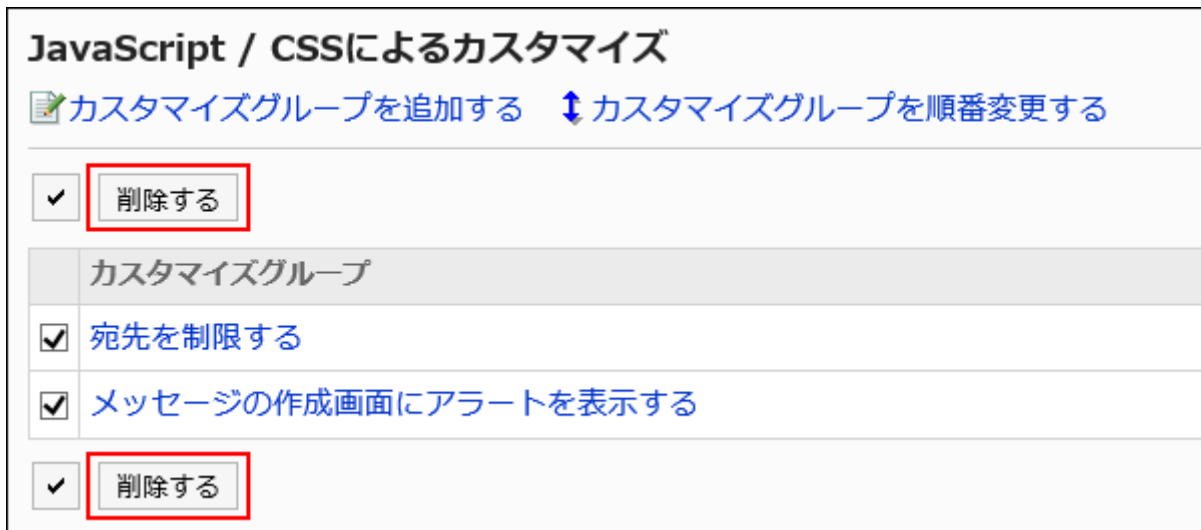 JavaScript / CSSによるカスタマイズ
カスタマイズグループを追加する カスタマイズグループを順番変更する
削除する
カスタマイズグループ
宛先を制限する
メッセージの作成画面にアラートを表示する
削除する